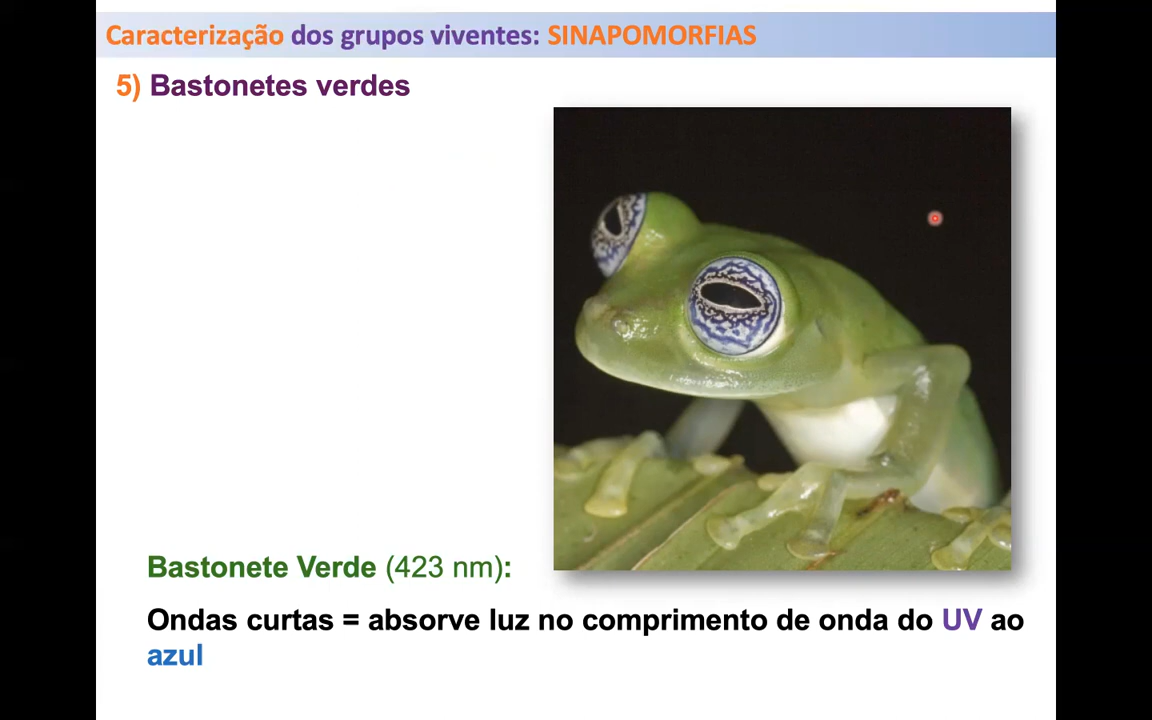 Caracterização dos grupos viventes: SINAPOMORFIAS
5) Bastonetes verdes
Bastonete Verde (423 nm):
Ondas curtas = absorve luz no comprimento de onda do UV ao
azul